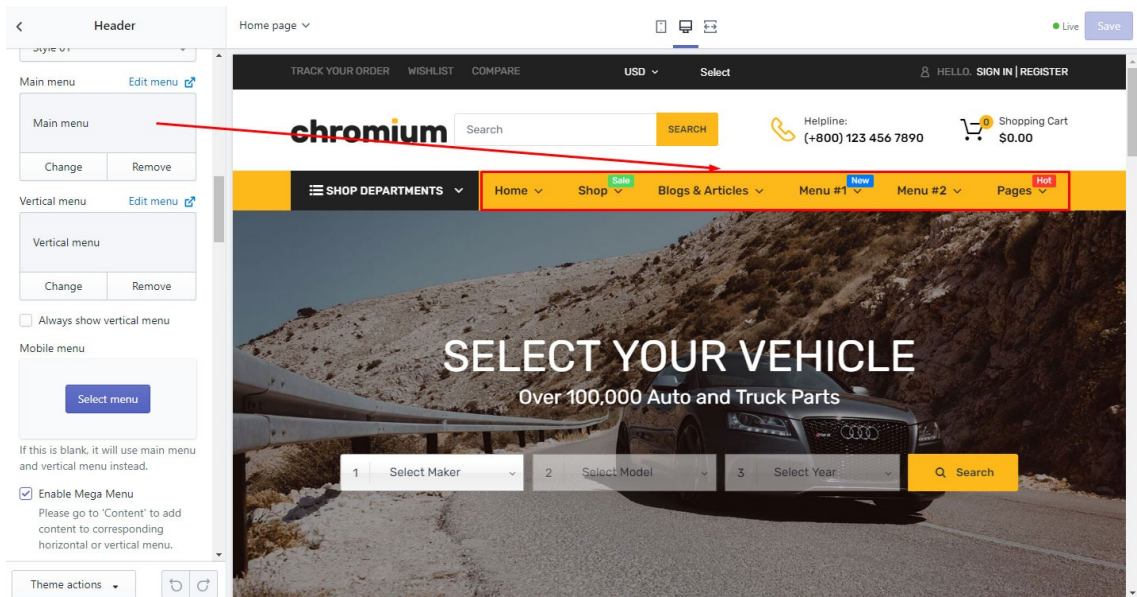 Header
Home page
Live
Save
Style 01
Main menu Edit menu
Main menu
Change Remove
Vertical menu Edit menu
Vertical menu
Change Remove
Always show vertical menu
Mobile menu
Select menu
If this is blank, it will use main menu
and vertical menu instead.
Enable Mega Menu
Please go to 'Content' to add
content to corresponding
horizontal or vertical menu.
Theme actions
TRACK YOUR ORDER WISHLIST COMPARE USD Select HELLO. SIGN IN | REGISTER
chromium
Search
SEARCH
Helpline:
(+800) 123 456 7890
0
Shopping Cart
$0.00
SHOP DEPARTMENTS
Home
Shop
Sale
Blogs & Articles
Menu #1
New
Menu #2
Pages
Hot
SELECT YOUR VEHICLE
Over 100,000 Auto and Truck Parts
1 Select Maker
2 Select Model
3 Select Year
Search